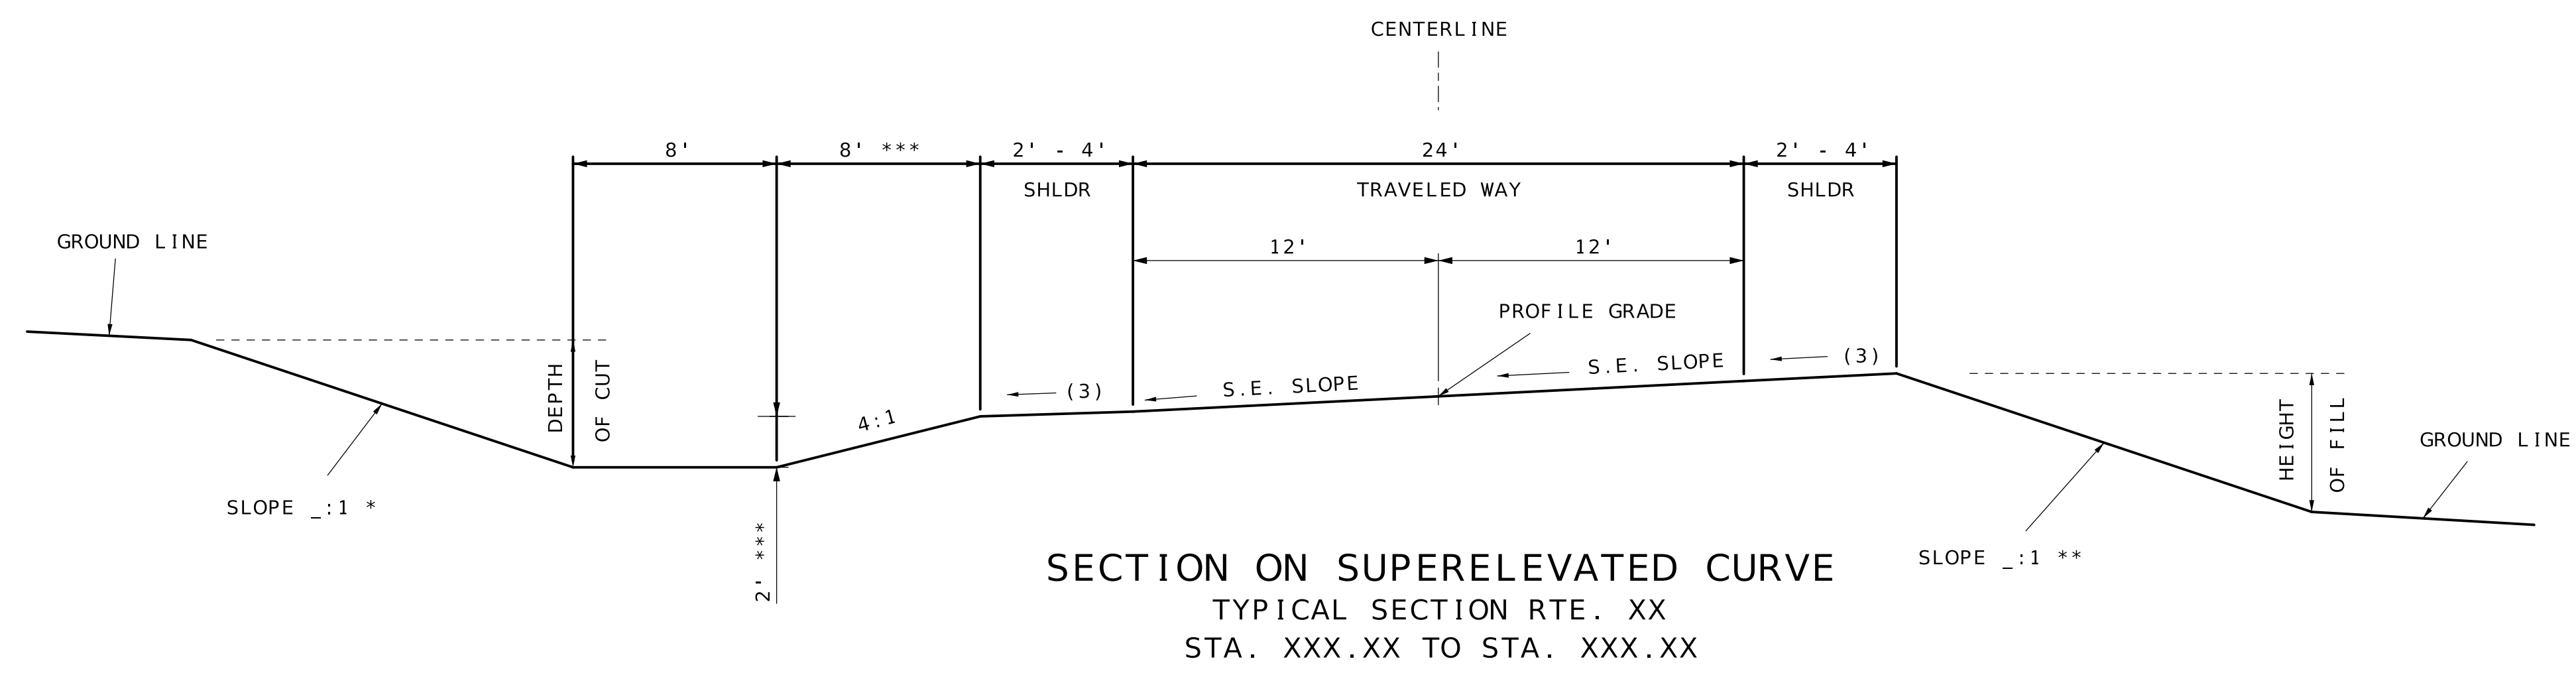 CENTERLINE
8'
8' ***
2' - 4'
24'
2' - 4'
SHLDR
TRAVELED WAY
SHLDR
GROUND LINE
12'
12'
PROFILE GRADE
S.E. SLOPE
(3)
S.E. SLOPE
(3)
4:1
DEPTH
OF CUT
HEIGHT
OF FILL
GROUND LINE
SLOPE _:1 *
2' ***
SLOPE _:1 **
SECTION ON SUPERELEVATED CURVE
TYPICAL SECTION RTE. XX
STA. XXX.XX TO STA. XXX.XX